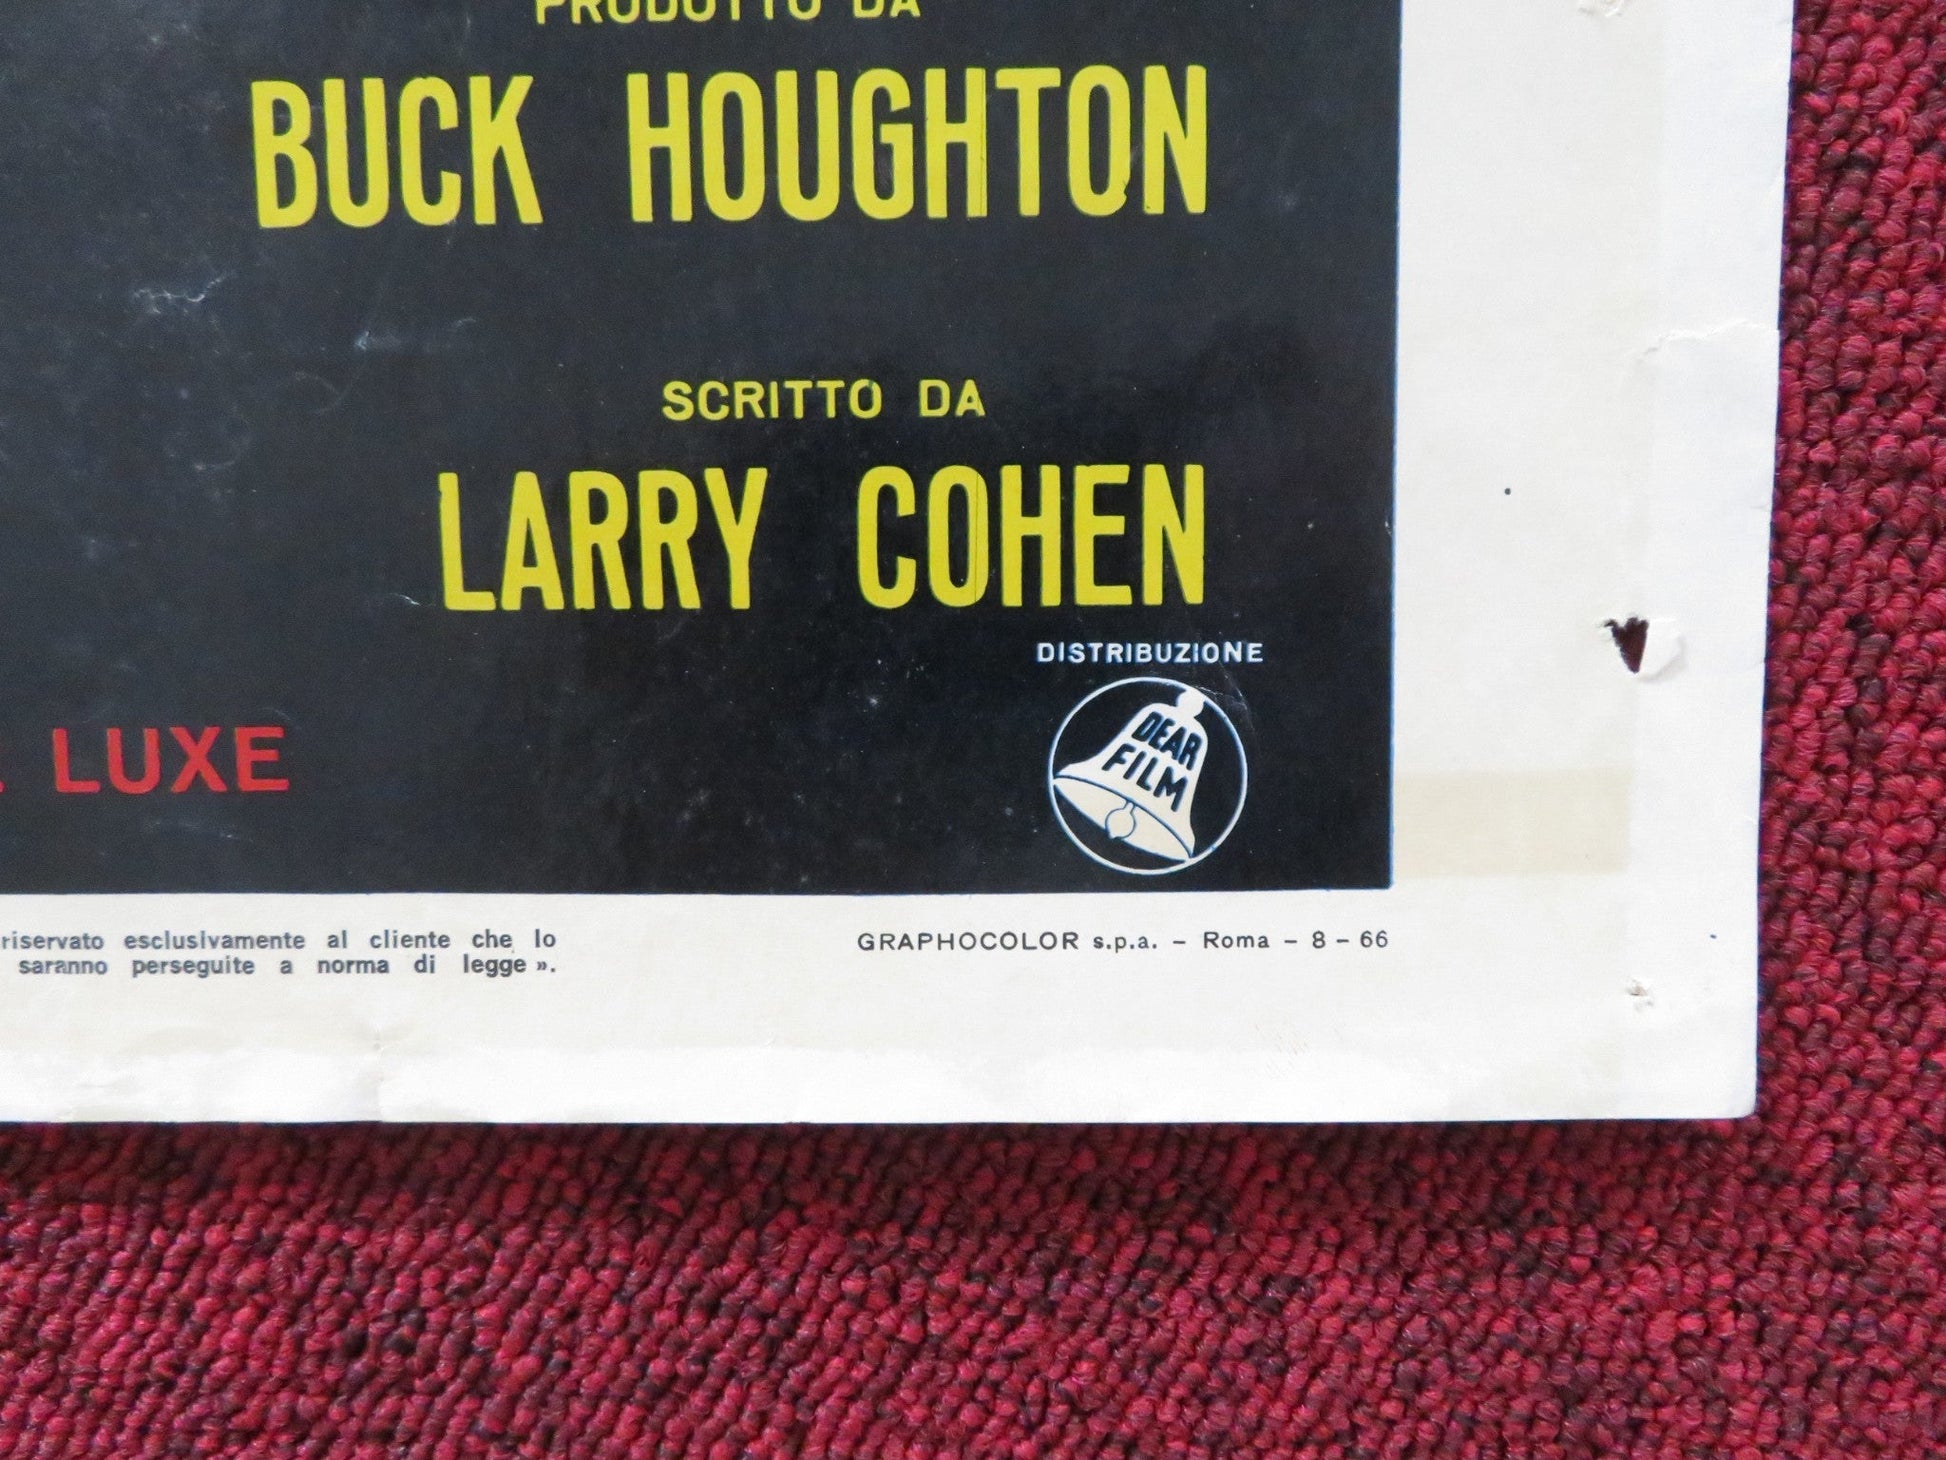 PRODOTTO DA
BUCK HOUGHTON
SCRITTO DA
LARRY COHEN
DISTRIBUZIONE
DEAR
FILM
LUXE
riservato esclusivamente al cliente che lo
saranno perseguite a norma di legge ».
GRAPHOCOLOR s.p.a. – Roma – 8 – 66